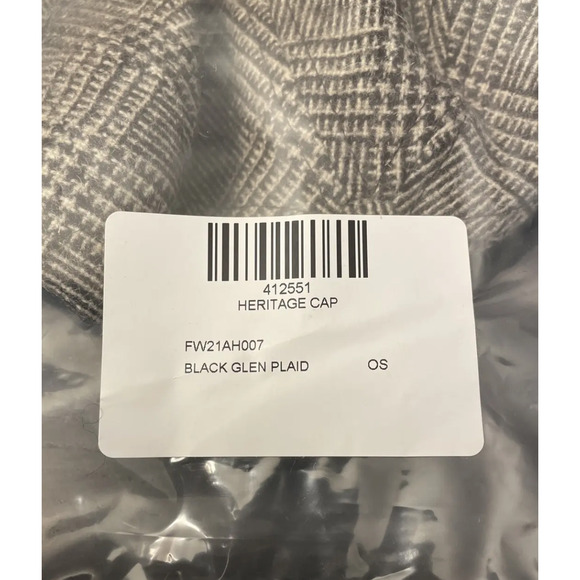 412551
HERITAGE CAP
FW21AH007
BLACK GLEN PLAID OS